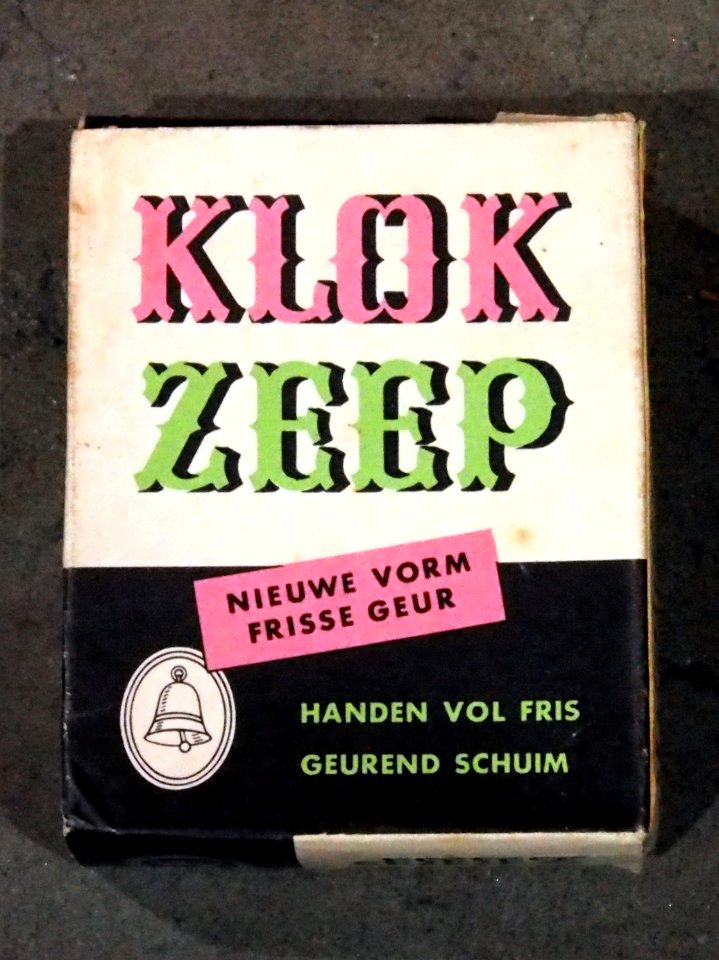 KLOK
ZEEP
NIEUWE VORM
FRISSE GEUR
HANDEN VOL FRIS
GEUREND SCHUIM